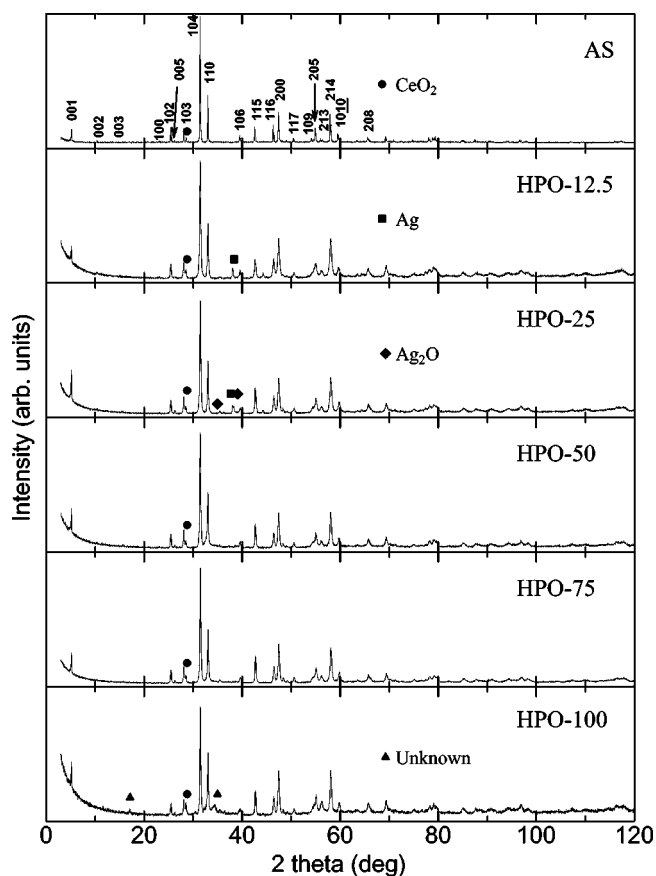 AS
104
001
002
003
100
102
005
103
110
106
115
116
200
117
109
205
213
214
1010
208
CeO₂
HPO-12.5
Ag
HPO-25
Ag₂O
HPO-50
HPO-75
HPO-100
Unknown
Intensity (arb. units)
0 20 40 60 80 100 120
2 theta (deg)